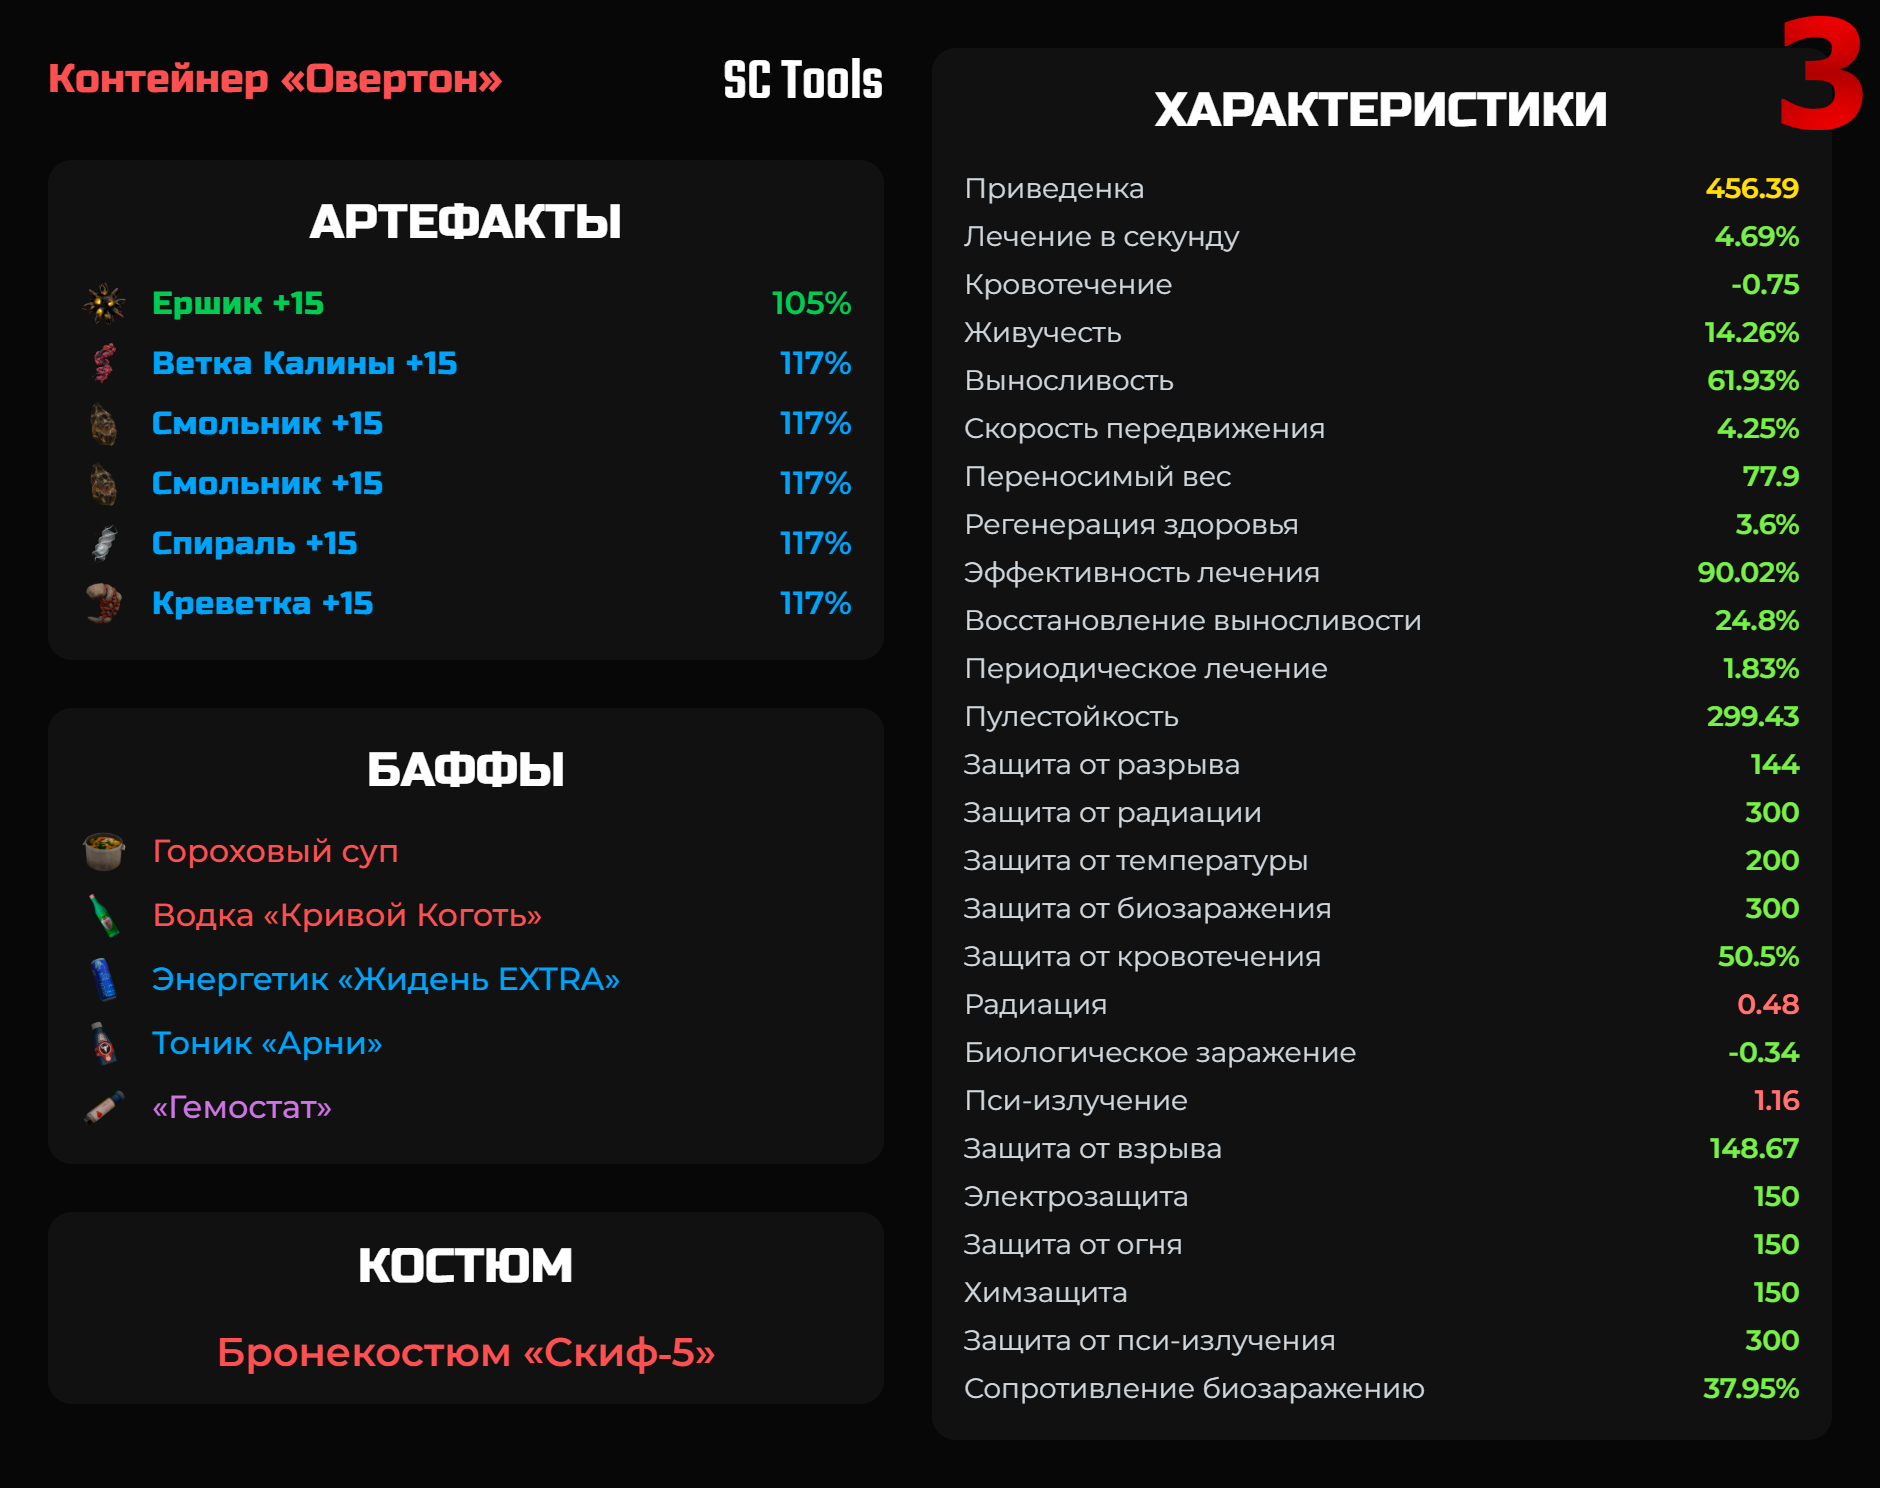 Контейнер «Овертон»
SC Tools
АРТЕФАКТЫ
Ершик +15 105%
Ветка Калины +15 117%
Смольник +15 117%
Смольник +15 117%
Спираль +15 117%
Креветка +15 117%
БАФФЫ
Гороховый суп
Водка «Кривой Коготь»
Энергетик «Жидень EXTRA»
Тоник «Арни»
«Гемостат»
КОСТЮМ
Бронекостюм «Скиф-5»
3
ХАРАКТЕРИСТИКИ
Приведенка 456.39
Лечение в секунду 4.69%
Кровотечение -0.75
Живучесть 14.26%
Выносливость 61.93%
Скорость передвижения 4.25%
Переносимый вес 77.9
Регенерация здоровья 3.6%
Эффективность лечения 90.02%
Восстановление выносливости 24.8%
Периодическое лечение 1.83%
Пулестойкость 299.43
Защита от разрыва 144
Защита от радиации 300
Защита от температуры 200
Защита от биозаражения 300
Защита от кровотечения 50.5%
Радиация 0.48
Биологическое заражение -0.34
Пси-излучение 1.16
Защита от взрыва 148.67
Электрозащита 150
Защита от огня 150
Химзащита 150
Защита от пси-излучения 300
Сопротивление биозаражению 37.95%